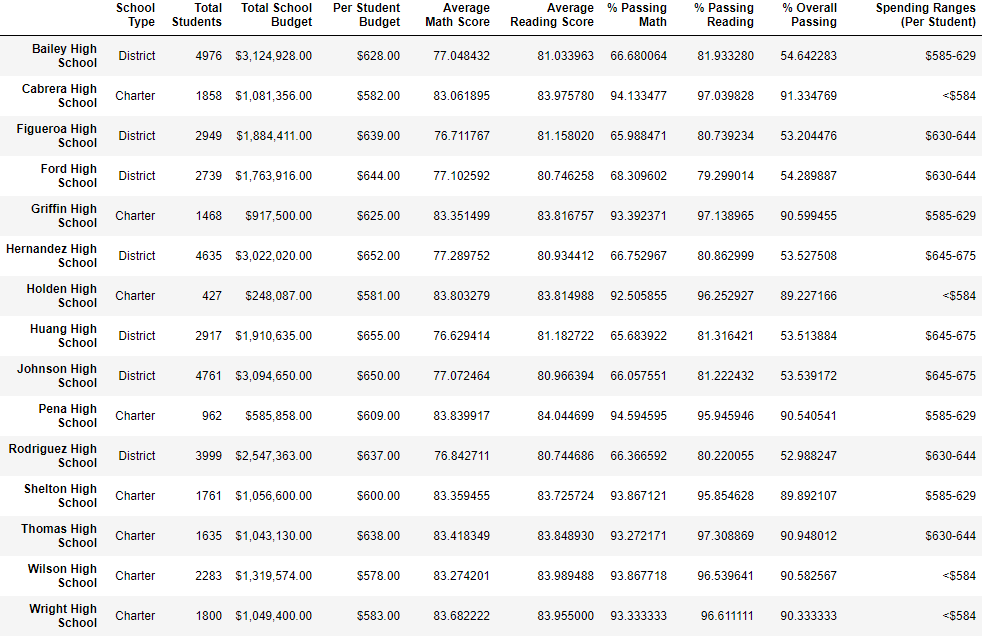 School Type Total Students Total School Budget Per Student Budget Average Math Score Average Reading Score % Passing Math % Passing Reading % Overall Passing Spending Ranges (Per Student)
Bailey High School District 4976 $3,124,928.00 $628.00 77.048432 81.033963 66.680064 81.933280 54.642283 $585-629
Cabrera High School Charter 1858 $1,081,356.00 $582.00 83.061895 83.975780 94.133477 97.039828 91.334769 <$584
Figueroa High School District 2949 $1,884,411.00 $639.00 76.711767 81.158020 65.988471 80.739234 53.204476 $630-644
Ford High School District 2739 $1,763,916.00 $644.00 77.102592 80.746258 68.309602 79.299014 54.289887 $630-644
Griffin High School Charter 1468 $917,500.00 $625.00 83.351499 83.816757 93.392371 97.138965 90.599455 $585-629
Hernandez High School District 4635 $3,022,020.00 $652.00 77.289752 80.934412 66.752967 80.862999 53.527508 $645-675
Holden High School Charter 427 $248,087.00 $581.00 83.803279 83.814988 92.505855 96.252927 89.227166 <$584
Huang High School District 2917 $1,910,635.00 $655.00 76.629414 81.182722 65.683922 81.316421 53.513884 $645-675
Johnson High School District 4761 $3,094,650.00 $650.00 77.072464 80.966394 66.057551 81.222432 53.539172 $645-675
Pena High School Charter 962 $585,858.00 $609.00 83.839917 84.044699 94.594595 95.945946 90.540541 $585-629
Rodriguez High School District 3999 $2,547,363.00 $637.00 76.842711 80.744686 66.366592 80.220055 52.988247 $630-644
Shelton High School Charter 1761 $1,056,600.00 $600.00 83.359455 83.725724 93.867121 95.854628 89.892107 $585-629
Thomas High School Charter 1635 $1,043,130.00 $638.00 83.418349 83.848930 93.272171 97.308869 90.948012 $630-644
Wilson High School Charter 2283 $1,319,574.00 $578.00 83.274201 83.989488 93.867718 96.539641 90.582567 <$584
Wright High School Charter 1800 $1,049,400.00 $583.00 83.682222 83.955000 93.333333 96.611111 90.333333 <$584